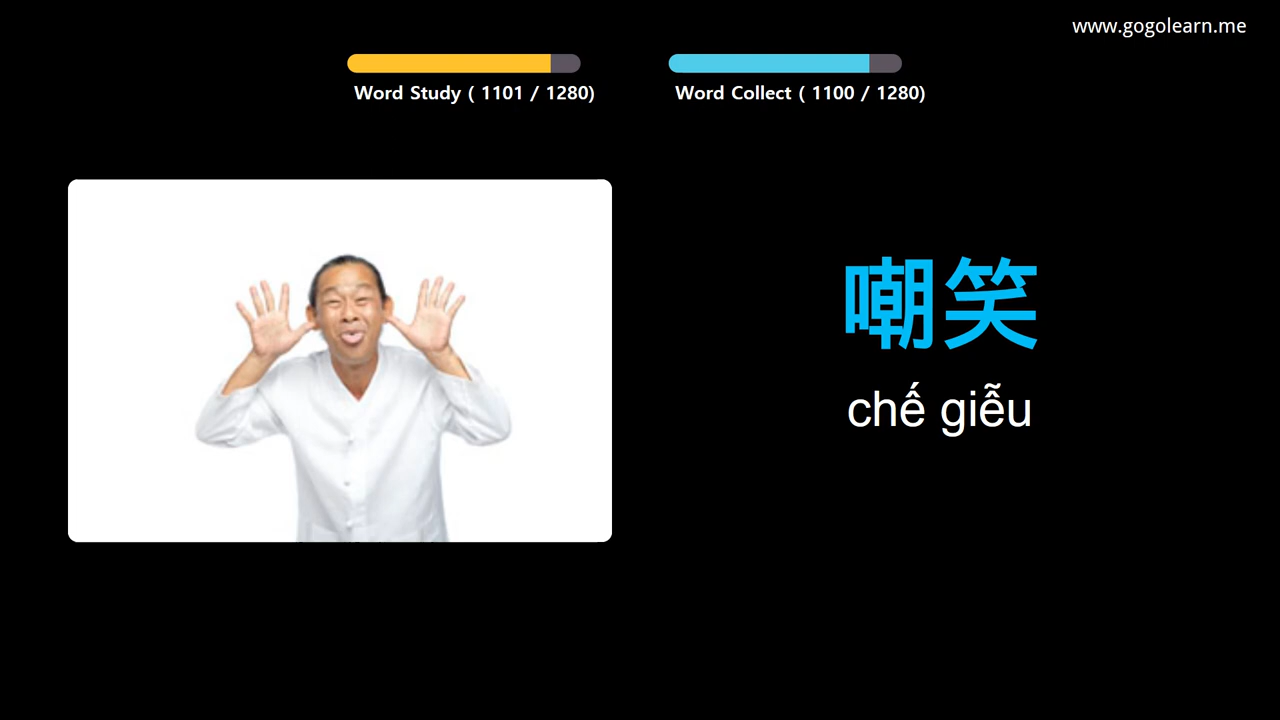 www.gogolearn.me
Word Study ( 1101 / 1280)
Word Collect ( 1100 / 1280)
嘲笑
chế giễu